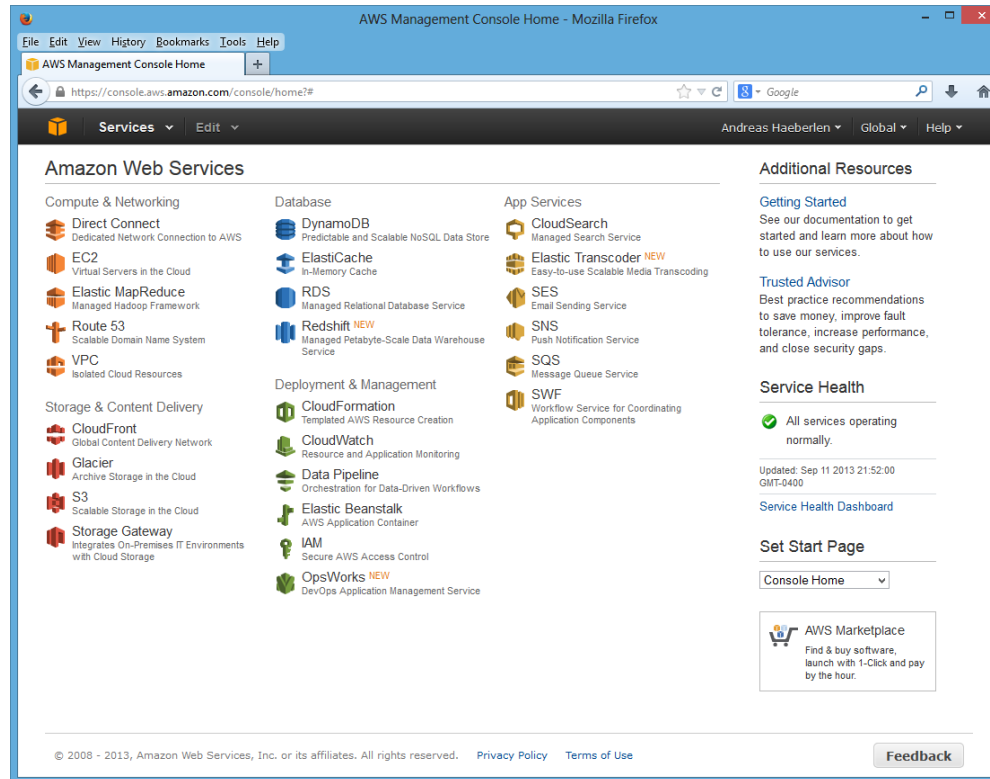 AWS Management Console Home - Mozilla Firefox
File Edit View History Bookmarks Tools Help
AWS Management Console Home
https://console.aws.amazon.com/console/home?#
Google
Services Edit
Andreas Haeberlen Global Help
Amazon Web Services
Compute & Networking
Direct Connect
Dedicated Network Connection to AWS
EC2
Virtual Servers in the Cloud
Elastic MapReduce
Managed Hadoop Framework
Route 53
Scalable Domain Name System
VPC
Isolated Cloud Resources
Storage & Content Delivery
CloudFront
Global Content Delivery Network
Glacier
Archive Storage in the Cloud
S3
Scalable Storage in the Cloud
Storage Gateway
Integrates On-Premises IT Environments
with Cloud Storage
Database
DynamoDB
Predictable and Scalable NoSQL Data Store
ElastiCache
In-Memory Cache
RDS
Managed Relational Database Service
Redshift NEW
Managed Petabyte-Scale Data Warehouse
Service
Deployment & Management
CloudFormation
Templated AWS Resource Creation
CloudWatch
Resource and Application Monitoring
Data Pipeline
Orchestration for Data-Driven Workflows
Elastic Beanstalk
AWS Application Container
IAM
Secure AWS Access Control
OpsWorks NEW
DevOps Application Management Service
App Services
CloudSearch
Managed Search Service
Elastic Transcoder NEW
Easy-to-use Scalable Media Transcoding
SES
Email Sending Service
SNS
Push Notification Service
SQS
Message Queue Service
SWF
Workflow Service for Coordinating
Application Components
Additional Resources
Getting Started
See our documentation to get
started and learn more about how
to use our services.
Trusted Advisor
Best practice recommendations
to save money, improve fault
tolerance, increase performance,
and close security gaps.
Service Health
All services operating
normally.
Updated: Sep 11 2013 21:52:00
GMT-0400
Service Health Dashboard
Set Start Page
Console Home
AWS Marketplace
Find & buy software,
launch with 1-Click and pay
by the hour.
© 2008 - 2013, Amazon Web Services, Inc. or its affiliates. All rights reserved. Privacy Policy Terms of Use
Feedback